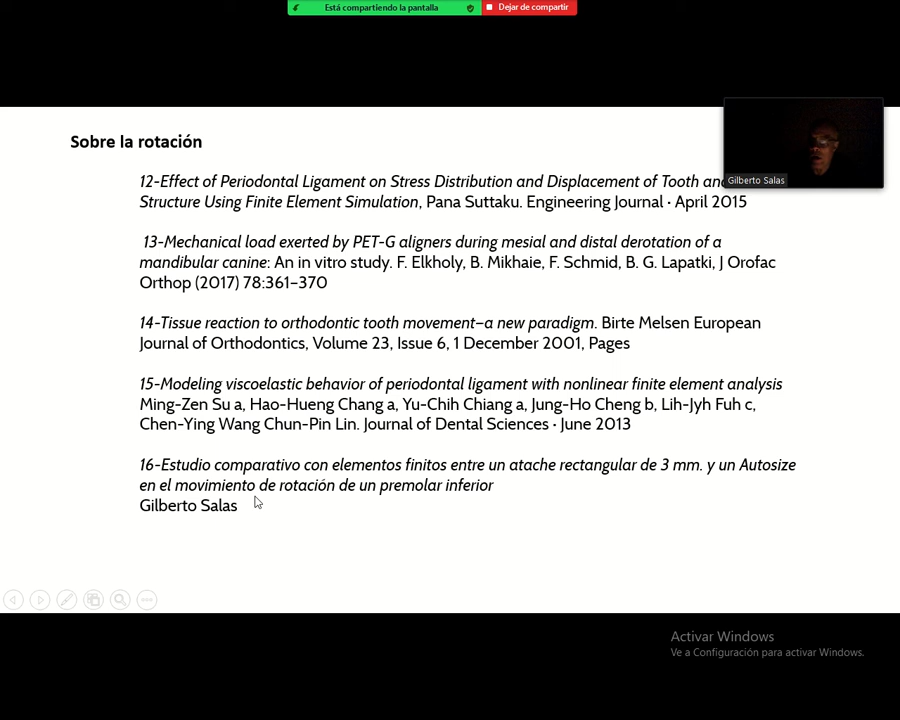 Está compartiendo la pantalla
Dejar de compartir
Sobre la rotación
Gilberto Salas
12-Effect of Periodontal Ligament on Stress Distribution and Displacement of Tooth and
Structure Using Finite Element Simulation, Pana Suttaku. Engineering Journal · April 2015
13-Mechanical load exerted by PET-G aligners during mesial and distal derotation of a
mandibular canine: An in vitro study. F. Elkholy, B. Mikhaie, F. Schmid, B. G. Lapatki, J Orofac
Orthop (2017) 78:361–370
14-Tissue reaction to orthodontic tooth movement—a new paradigm. Birte Melsen European
Journal of Orthodontics, Volume 23, Issue 6, 1 December 2001, Pages
15-Modeling viscoelastic behavior of periodontal ligament with nonlinear finite element analysis
Ming-Zen Su a, Hao-Hueng Chang a, Yu-Chih Chiang a, Jung-Ho Cheng b, Lih-Jyh Fuh c,
Chen-Ying Wang Chun-Pin Lin. Journal of Dental Sciences · June 2013
16-Estudio comparativo con elementos finitos entre un atache rectangular de 3 mm. y un Autosize
en el movimiento de rotación de un premolar inferior
Gilberto Salas
Activar Windows
Ve a Configuración para activar Windows.